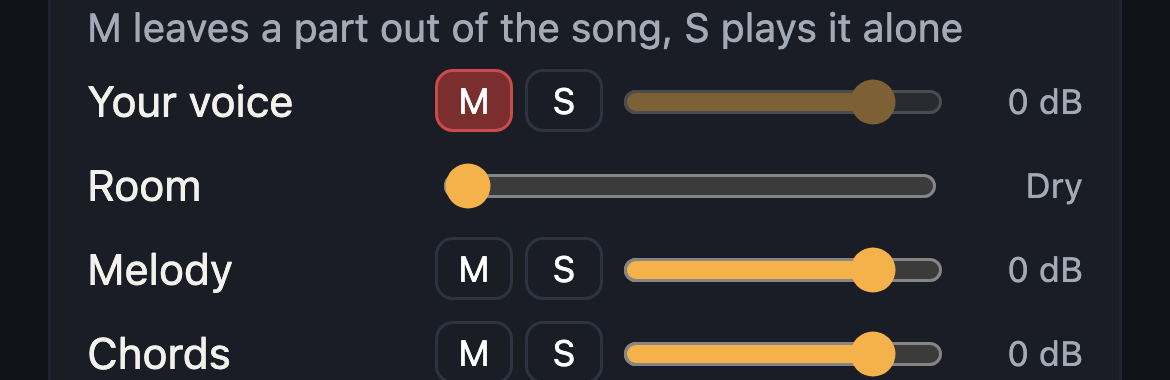 M leaves a part out of the song, S plays it alone
Your voice M S 0 dB
Room Dry
Melody M S 0 dB
Chords M S 0 dB